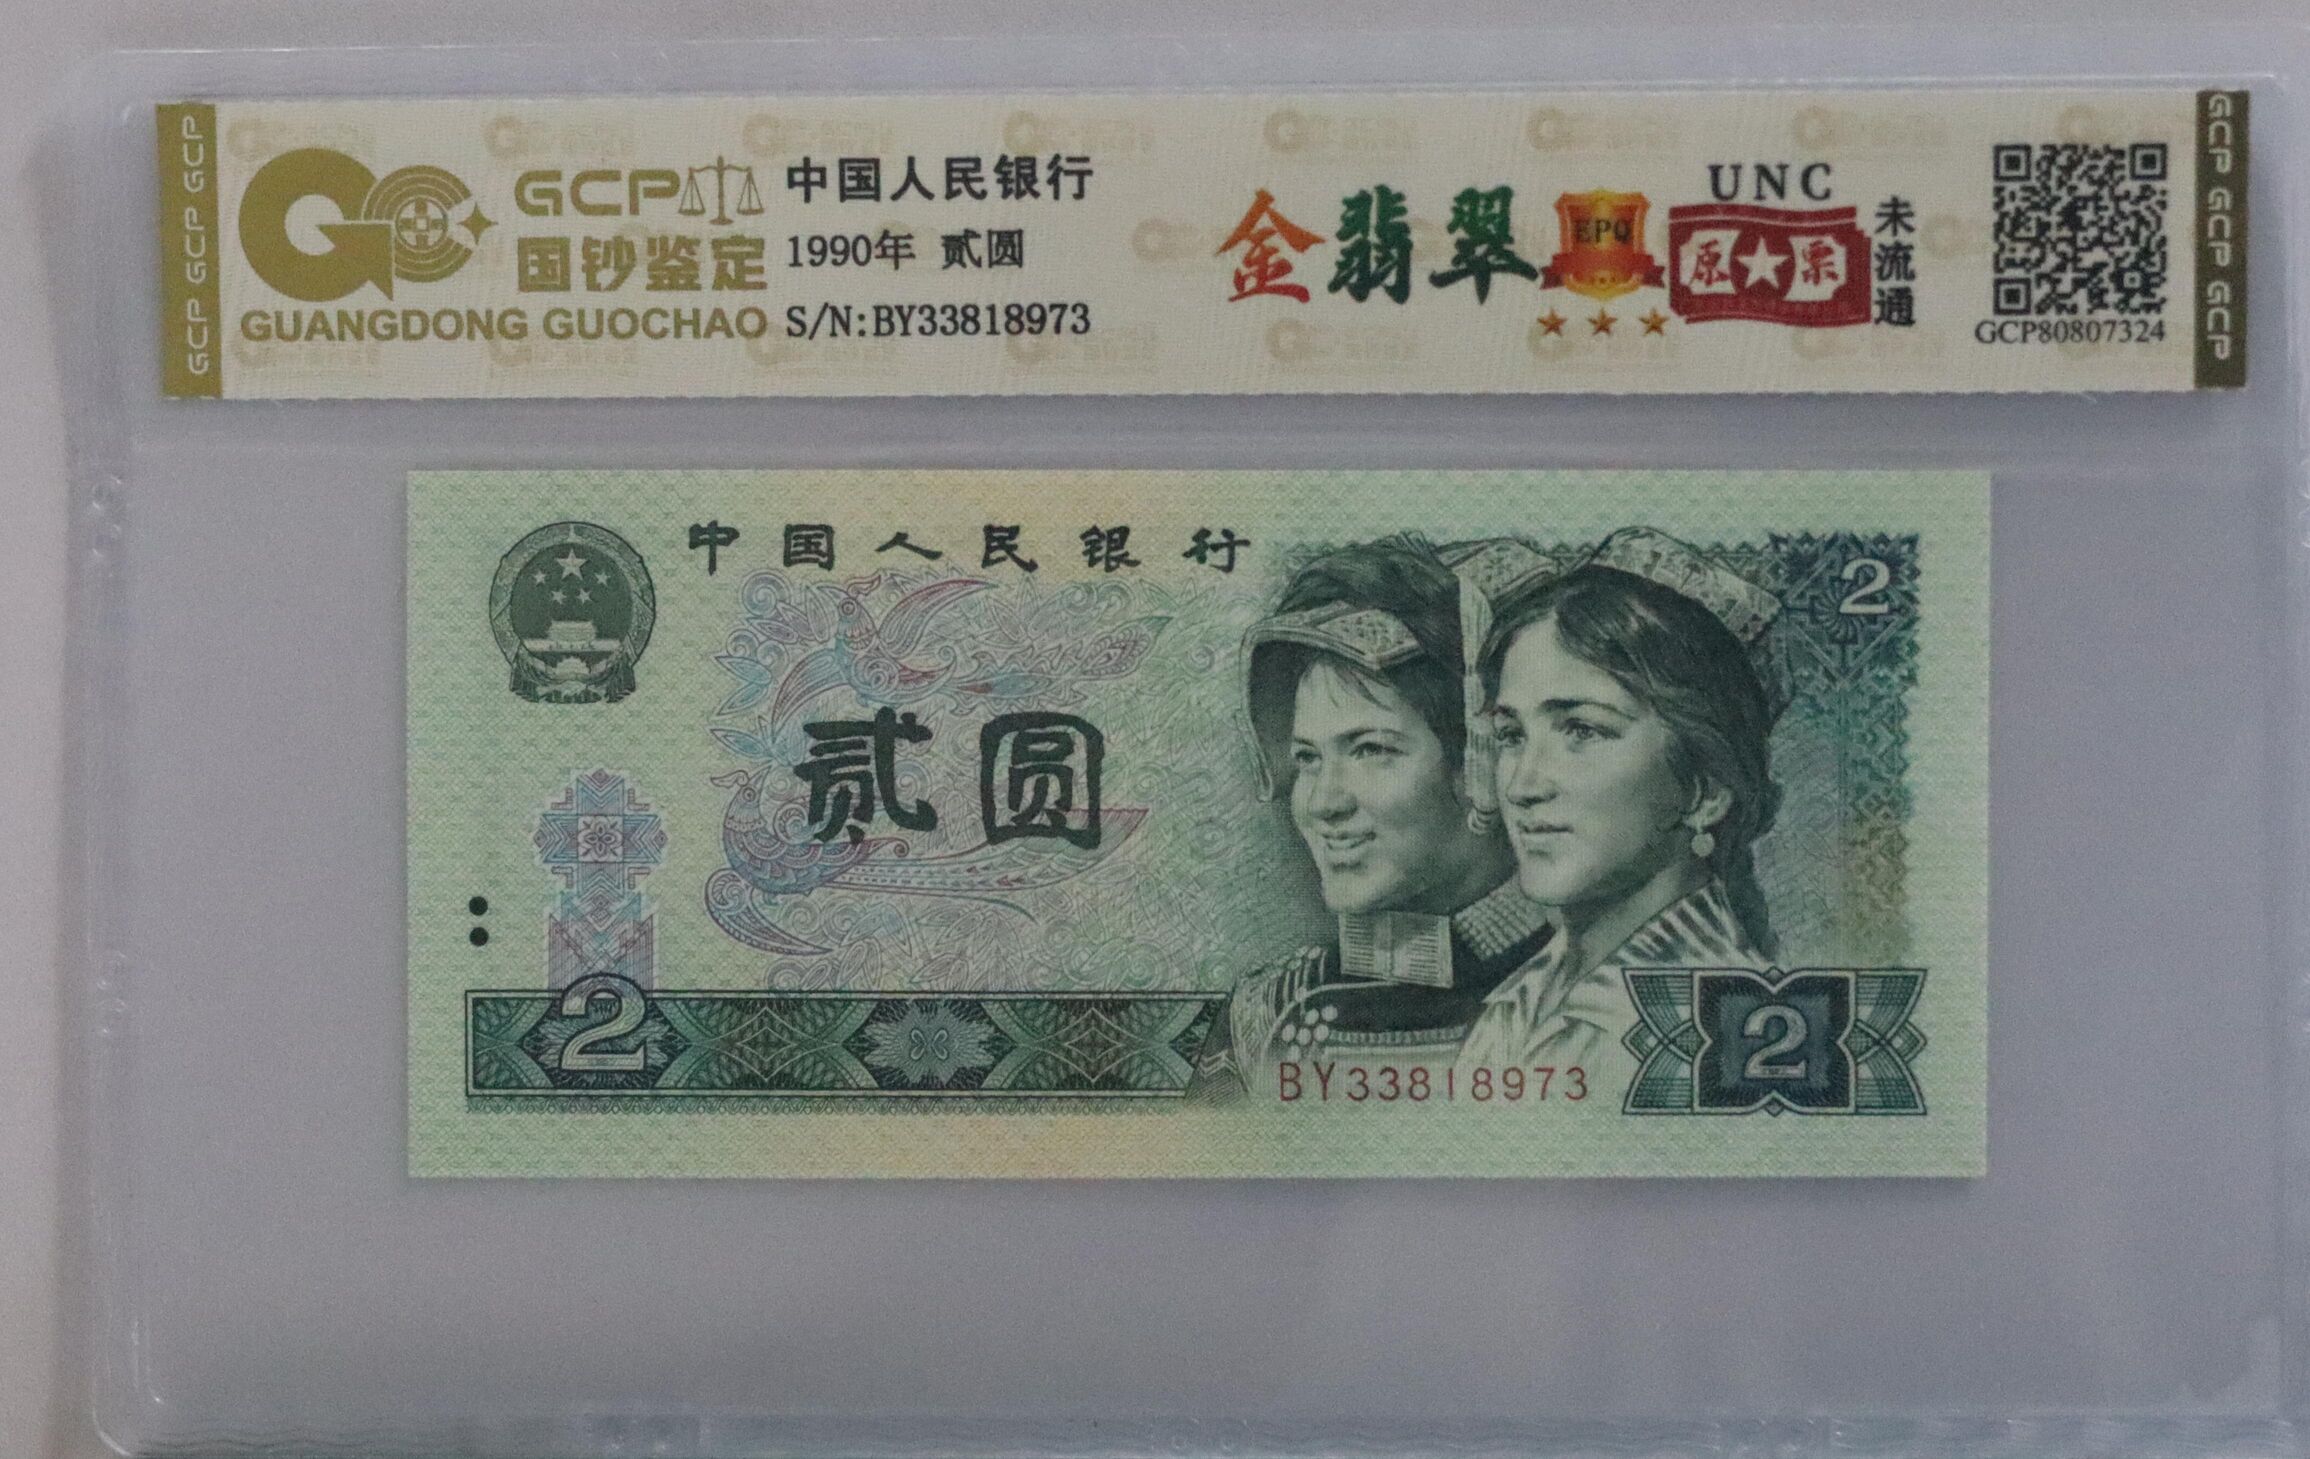 GCP GCP GCP
GCP
国钞鉴定
GUANGDONG GUOCHAO
中国人民银行
1990年 贰圆
S/N:BY33818973
金翡翠
EPQ
UNC
原票
未流通
GCP80807324
GCP GCP GCP
中国人民银行
2
贰圆
2
BY33818973
2